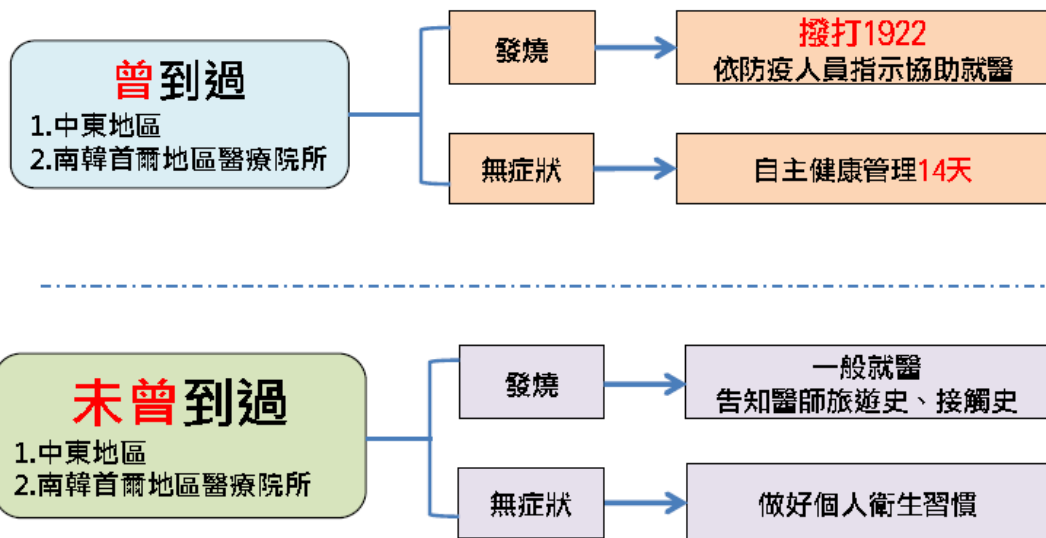 曾到過
1.中東地區
2.南韓首爾地區醫療院所
發燒
撥打1922
依防疫人員指示協助就醫
無症狀
自主健康管理14天
未曾到過
1.中東地區
2.南韓首爾地區醫療院所
發燒
一般就醫
告知醫師旅遊史、接觸史
無症狀
做好個人衛生習慣